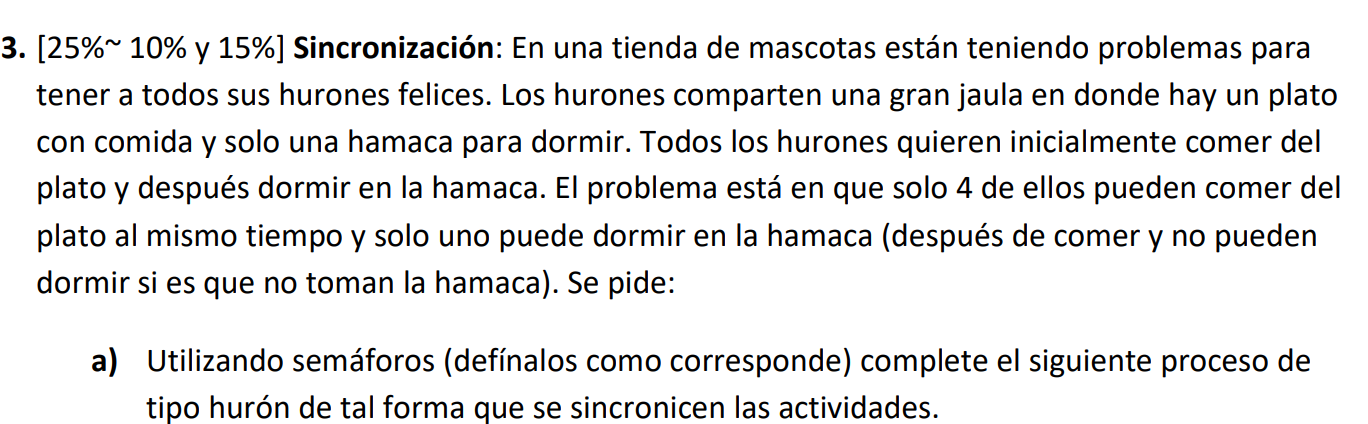 3. [25%~ 10% y 15%] Sincronización: En una tienda de mascotas están teniendo problemas para
tener a todos sus hurones felices. Los hurones comparten una gran jaula en donde hay un plato
con comida y solo una hamaca para dormir. Todos los hurones quieren inicialmente comer del
plato y después dormir en la hamaca. El problema está en que solo 4 de ellos pueden comer del
plato al mismo tiempo y solo uno puede dormir en la hamaca (después de comer y no pueden
dormir si es que no toman la hamaca). Se pide:
a) Utilizando semáforos (defínalos como corresponde) complete el siguiente proceso de
tipo hurón de tal forma que se sincronicen las actividades.